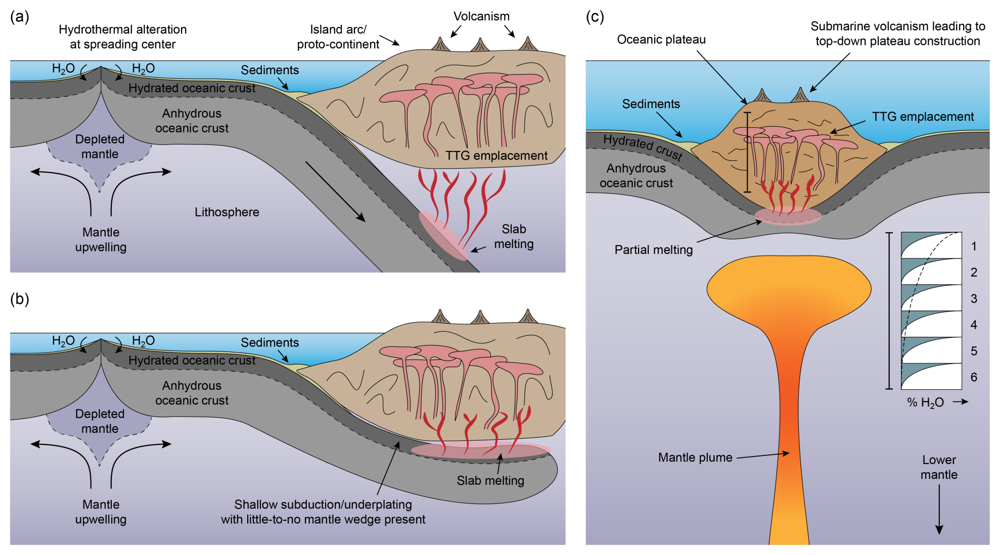 (a)
Volcanism
Hydrothermal alteration
at spreading center
Island arc/
proto-continent
H₂O
H₂O
Sediments
Hydrated oceanic crust
Anhydrous
oceanic crust
Depleted
mantle
TTG emplacement
Lithosphere
Mantle
upwelling
Slab
melting
(b)
H₂O
H₂O
Sediments
Hydrated oceanic crust
Anhydrous
oceanic crust
Depleted
mantle
Slab melting
Mantle
upwelling
Shallow subduction/underplating
with little-to-no mantle wedge present
(c)
Submarine volcanism leading to
top-down plateau construction
Oceanic plateau
Sediments
TTG emplacement
Hydrated crust
Anhydrous
oceanic crust
Partial melting
1
2
3
4
5
6
% H₂O
Mantle plume
Lower
mantle